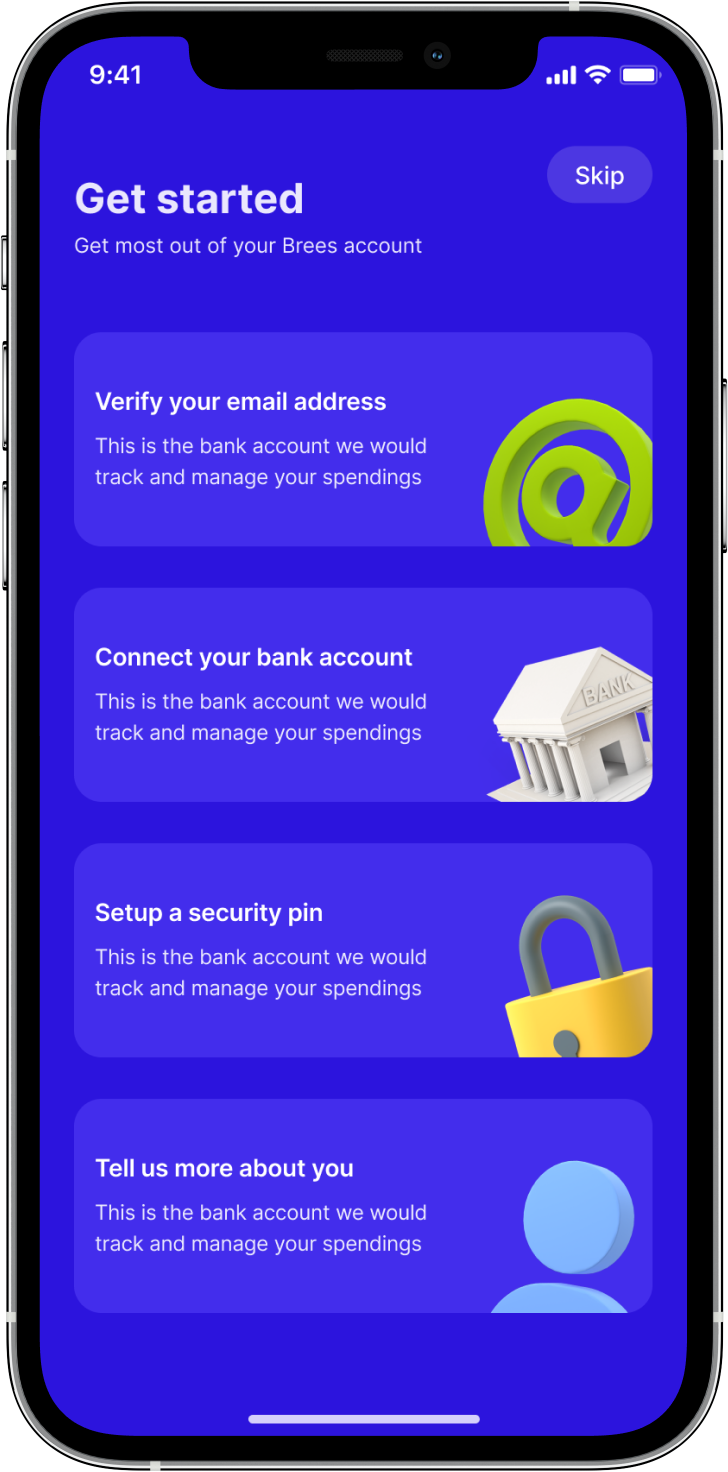 9:41
Skip
Get started
Get most out of your Brees account
Verify your email address
This is the bank account we would
track and manage your spendings
Connect your bank account
This is the bank account we would
track and manage your spendings
BANK
Setup a security pin
This is the bank account we would
track and manage your spendings
Tell us more about you
This is the bank account we would
track and manage your spendings